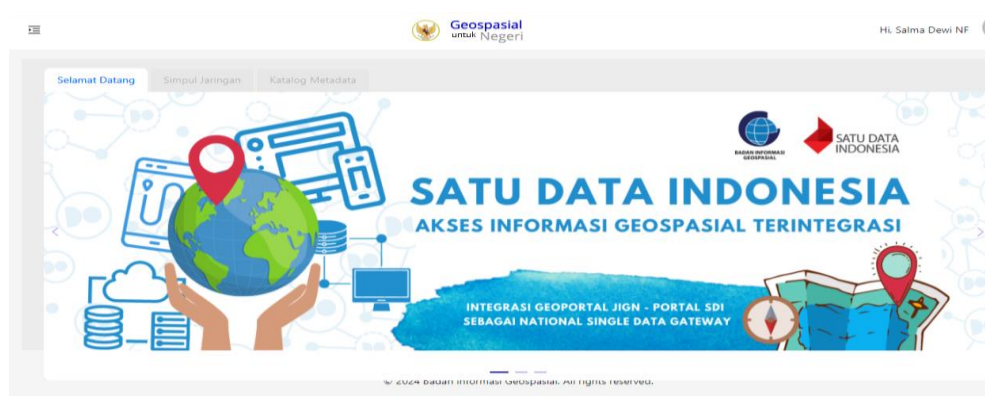 Geospasial
untuk Negeri
Hi. Salma Dewi NF
Selamat Datang
Simpul Jaringan
Katalog Metadata
BADAN INFORMASI
GEOSPASIAL
SATU DATA
INDONESIA
SATU DATA INDONESIA
AKSES INFORMASI GEOSPASIAL TERINTEGRASI
INTEGRASI GEOPORTAL JIGN - PORTAL SDI
SEBAGAI NATIONAL SINGLE DATA GATEWAY
© 2024 Badan Informasi Geospasial. All rights reserved.